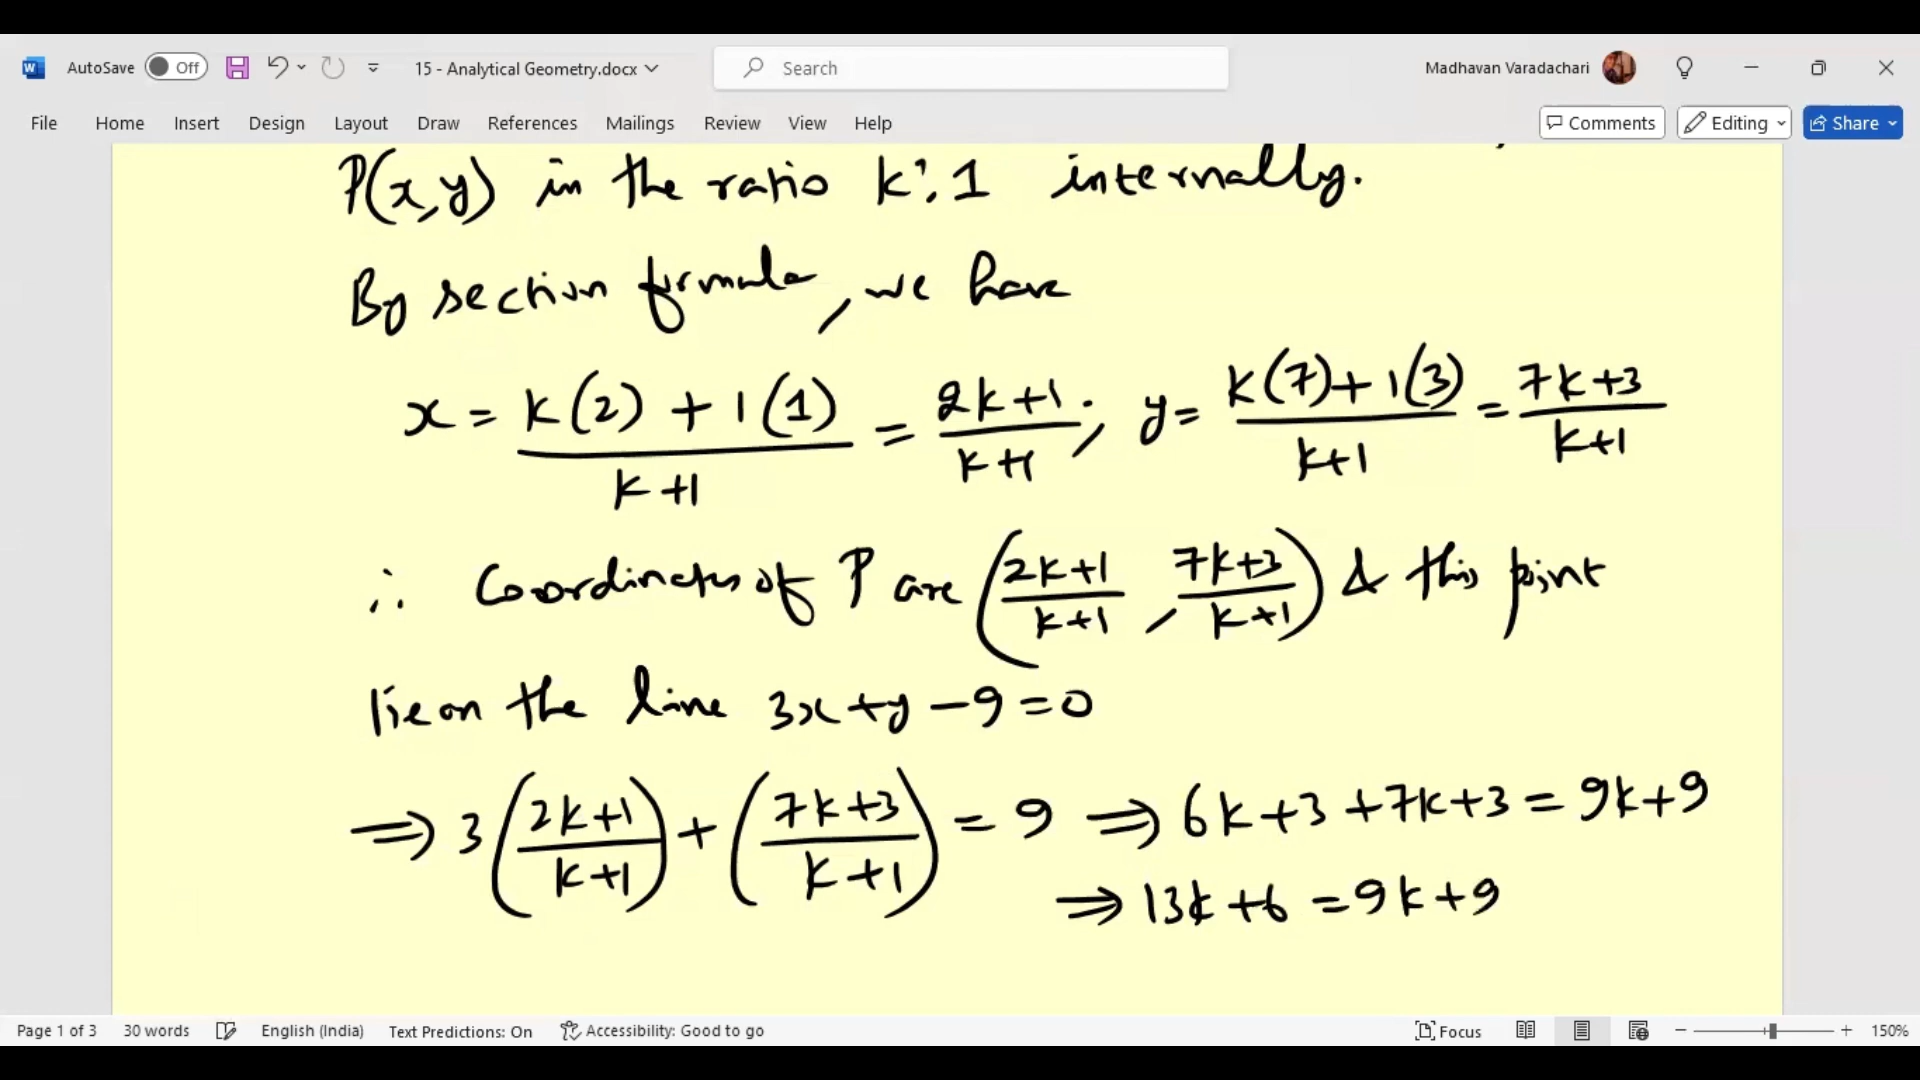 AutoSave Off 15 - Analytical Geometry.docx Search Madhavan Varadachari
File Home Insert Design Layout Draw References Mailings Review View Help Comments Editing Share
P(x,y) in the ratio k:1 internally.
By section formula, we have
x = k(2) + 1(1) / k+1 = 2k+1 / k+1 ; y = k(7) + 1(3) / k+1 = 7k+3 / k+1
∴ Coordinates of P are (2k+1 / k+1 , 7k+3 / k+1) & this point
lie on the line 3x+y-9=0
⇒ 3(2k+1 / k+1) + (7k+3 / k+1) = 9 ⇒ 6k+3+7k+3 = 9k+9
⇒ 13k+6 = 9k+9
Page 1 of 3 30 words English (India) Text Predictions: On Accessibility: Good to go Focus 150%